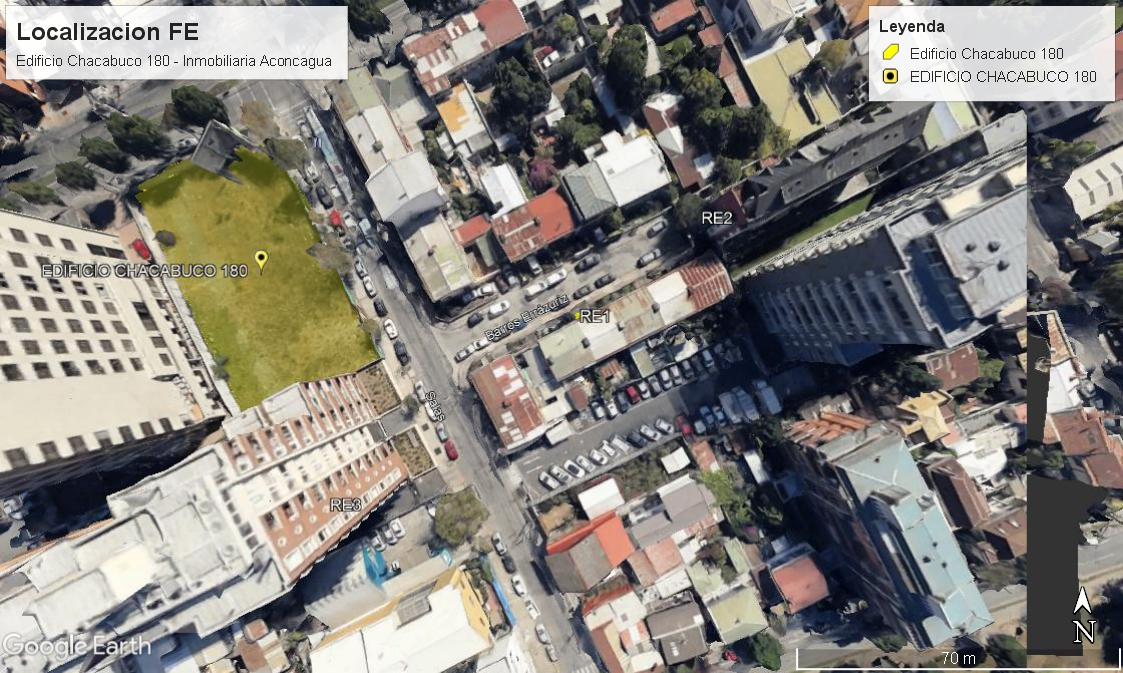 Localizacion FE
Edificio Chacabuco 180 - Inmobiliaria Aconcagua
Leyenda
Edificio Chacabuco 180
EDIFICIO CHACABUCO 180
RE2
EDIFICIO CHACABUCO 180
Barros Errázuriz
RE1
Salas
RE3
Google Earth
N
70 m